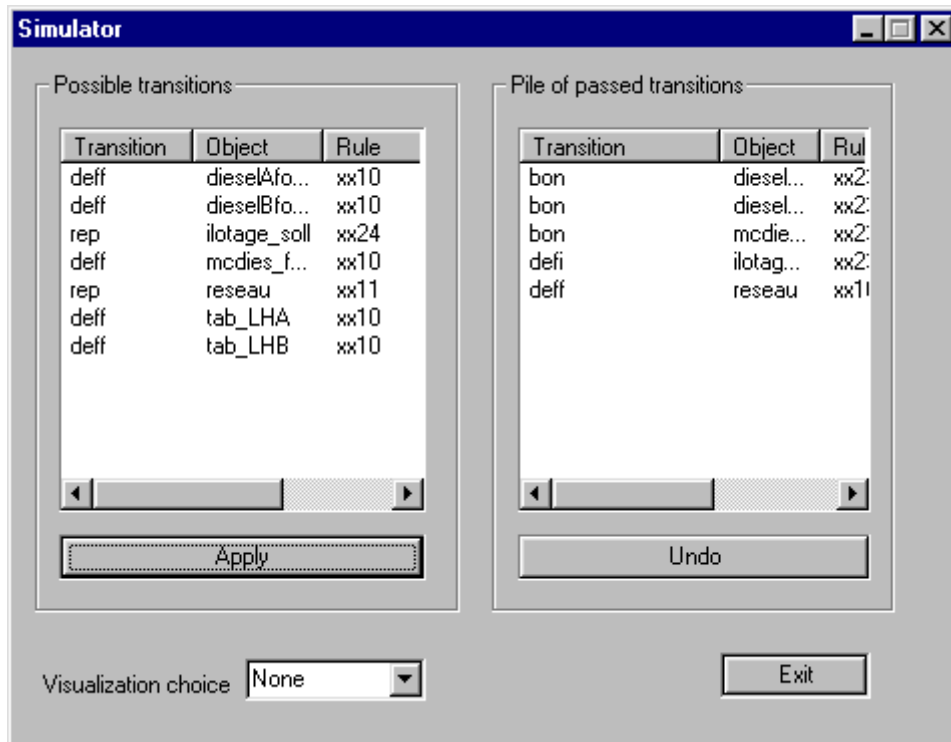 Simulator
Possible transitions
Transition Object Rule
deff dieselAfo... xx10
deff dieselBfo... xx10
rep ilotage_soll xx24
deff mcdies_f... xx10
rep reseau xx11
deff tab_LHA xx10
deff tab_LHB xx10
Apply
Pile of passed transitions
Transition Object Rul
bon diesel...
bon diesel...
bon mcdie...
defi ilotag...
deff reseau
Undo
Visualization choice None
Exit